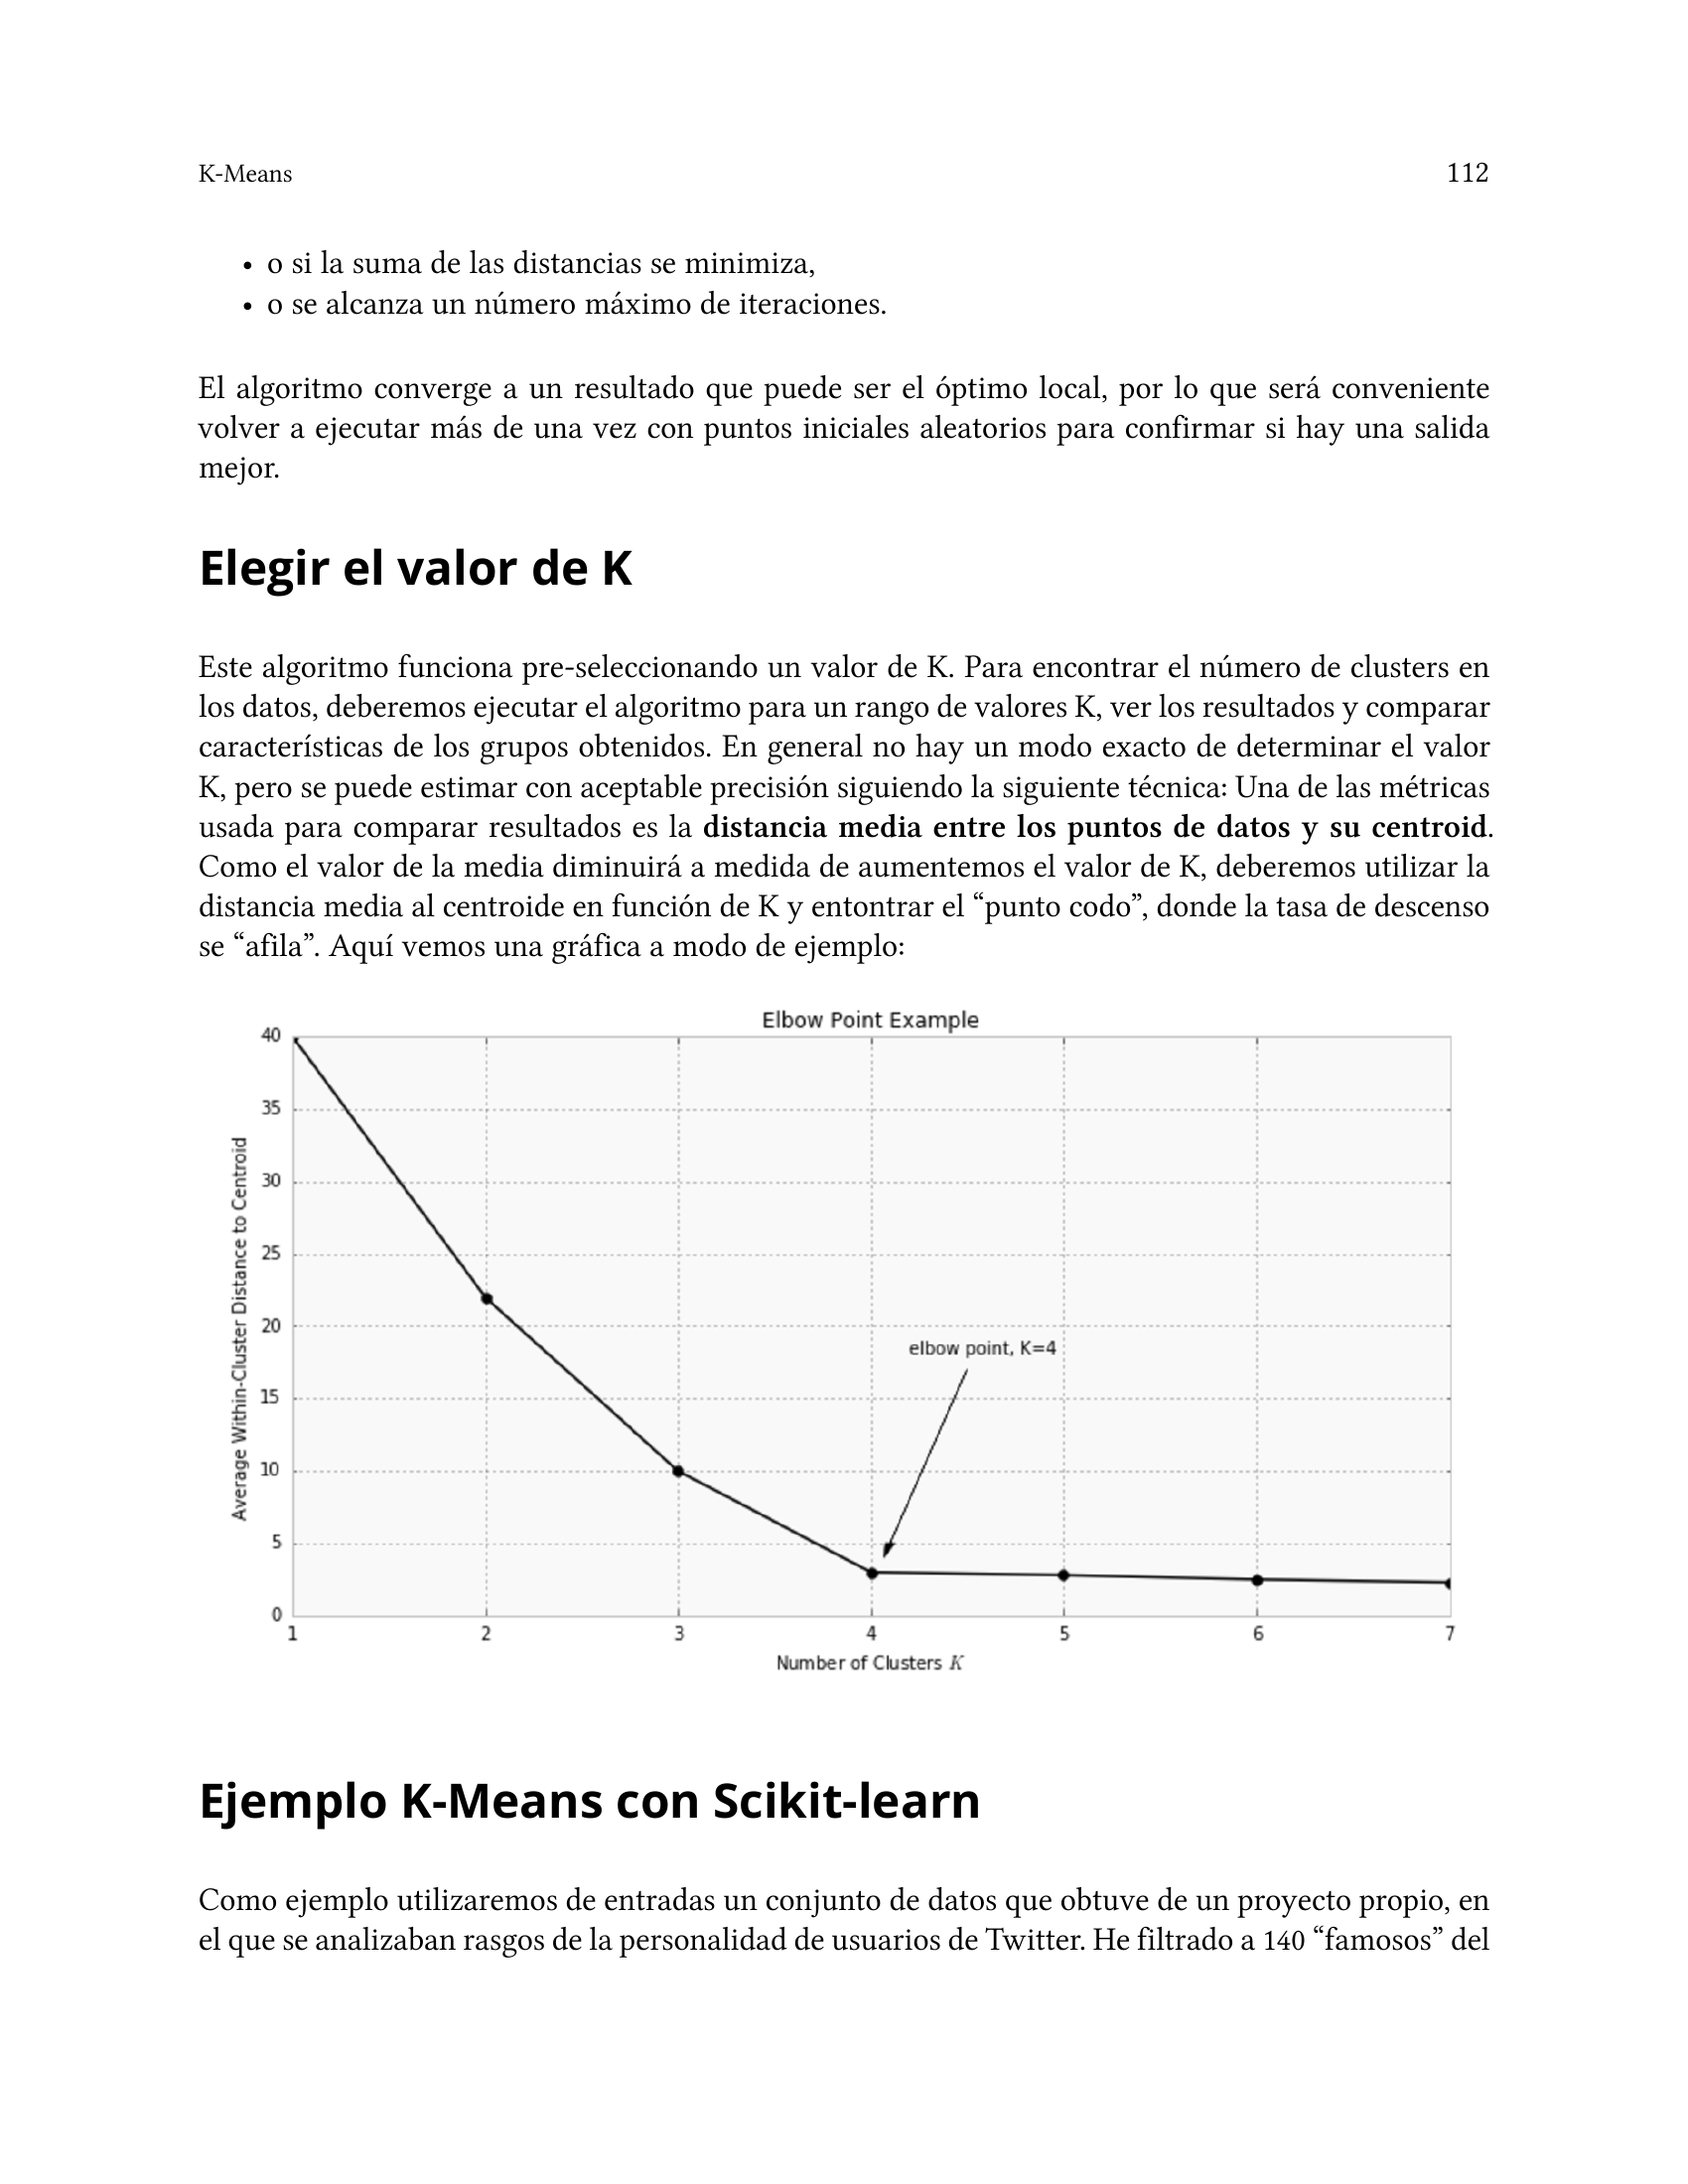 K-Means 112
• o si la suma de las distancias se minimiza,
• o se alcanza un número máximo de iteraciones.
El algoritmo converge a un resultado que puede ser el óptimo local, por lo que será conveniente
volver a ejecutar más de una vez con puntos iniciales aleatorios para confirmar si hay una salida
mejor.
Elegir el valor de K
Este algoritmo funciona pre-seleccionando un valor de K. Para encontrar el número de clusters en
los datos, deberemos ejecutar el algoritmo para un rango de valores K, ver los resultados y comparar
características de los grupos obtenidos. En general no hay un modo exacto de determinar el valor
K, pero se puede estimar con aceptable precisión siguiendo la siguiente técnica: Una de las métricas
usada para comparar resultados es la distancia media entre los puntos de datos y su centroid.
Como el valor de la media diminuirá a medida de aumentemos el valor de K, deberemos utilizar la
distancia media al centroide en función de K y entontrar el “punto codo”, donde la tasa de descenso
se “afila”. Aquí vemos una gráfica a modo de ejemplo:
Elbow Point Example
Average Within-Cluster Distance to Centroid
40
35
30
25
20
15
10
5
0
elbow point, K=4
1 2 3 4 5 6 7
Number of Clusters K
Ejemplo K-Means con Scikit-learn
Como ejemplo utilizaremos de entradas un conjunto de datos que obtuve de un proyecto propio, en
el que se analizaban rasgos de la personalidad de usuarios de Twitter. He filtrado a 140 “famosos” del